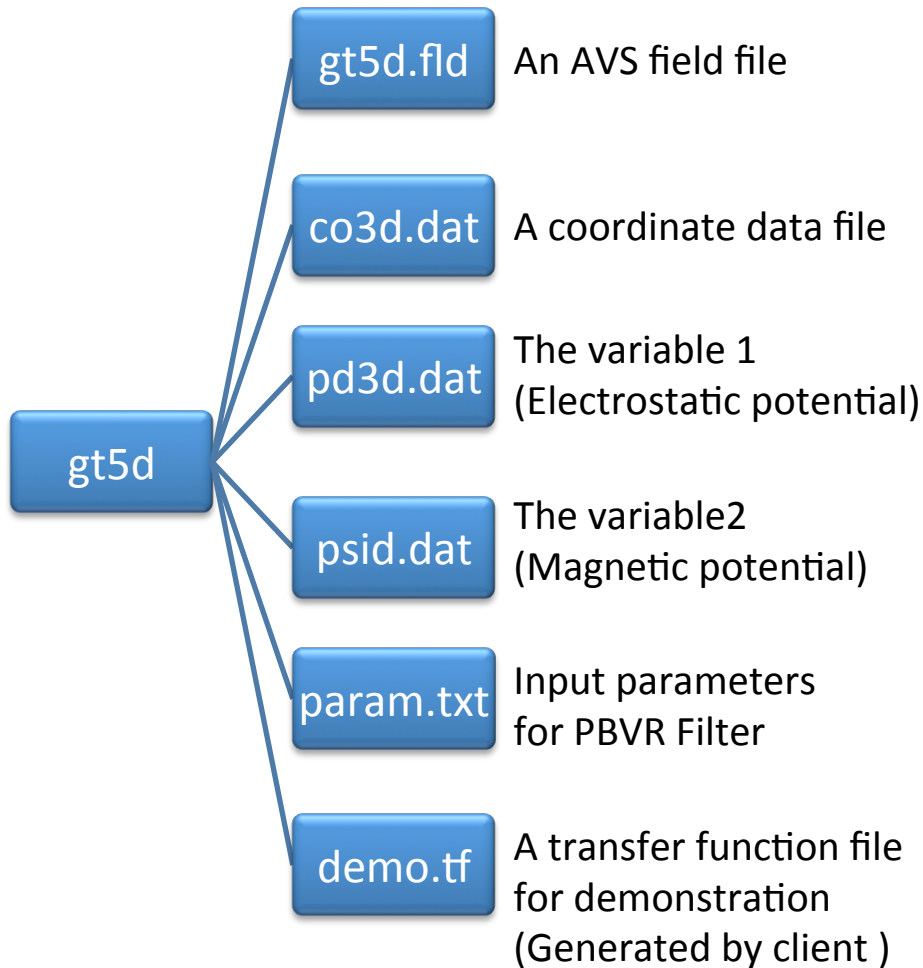 gt5d.fld
An AVS field file
co3d.dat
A coordinate data file
pd3d.dat
The variable 1
(Electrostatic potential)
gt5d
psid.dat
The variable2
(Magnetic potential)
param.txt
Input parameters
for PBVR Filter
demo.tf
A transfer function file
for demonstration
(Generated by client )